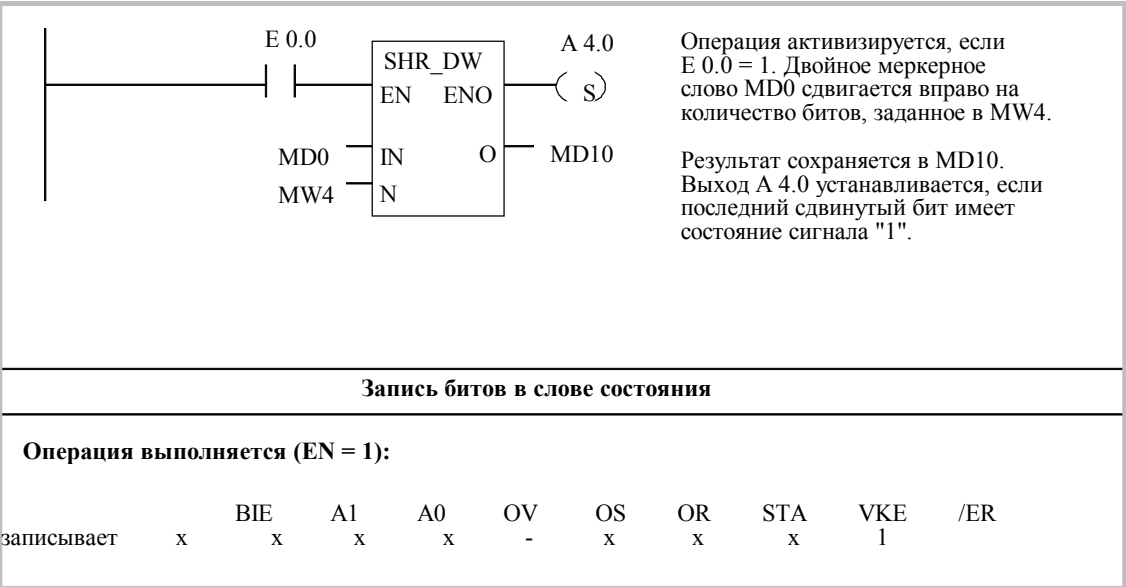 E 0.0
A 4.0
SHR_DW
EN ENO
S
MD0
IN
O
MD10
MW4
N
Операция активизируется, если
E 0.0 = 1. Двойное меркерное
слово MD0 сдвигается вправо на
количество битов, заданное в MW4.
Результат сохраняется в MD10.
Выход A 4.0 устанавливается, если
последний сдвинутый бит имеет
состояние сигнала "1".
Запись битов в слове состояния
Операция выполняется (EN = 1):
BIE A1 A0 OV OS OR STA VKE /ER
записывает x x x x - x x x 1